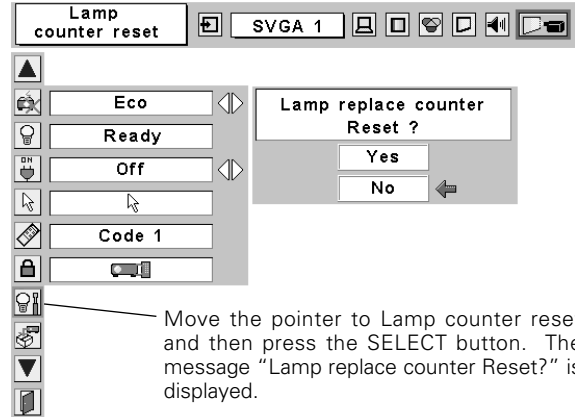 Lamp
counter reset
SVGA 1
Eco
Lamp replace counter
Reset ?
Ready
Yes
ON
Off
No
Code 1
Move the pointer to Lamp counter rese
and then press the SELECT button. The
message “Lamp replace counter Reset?” is
displayed.